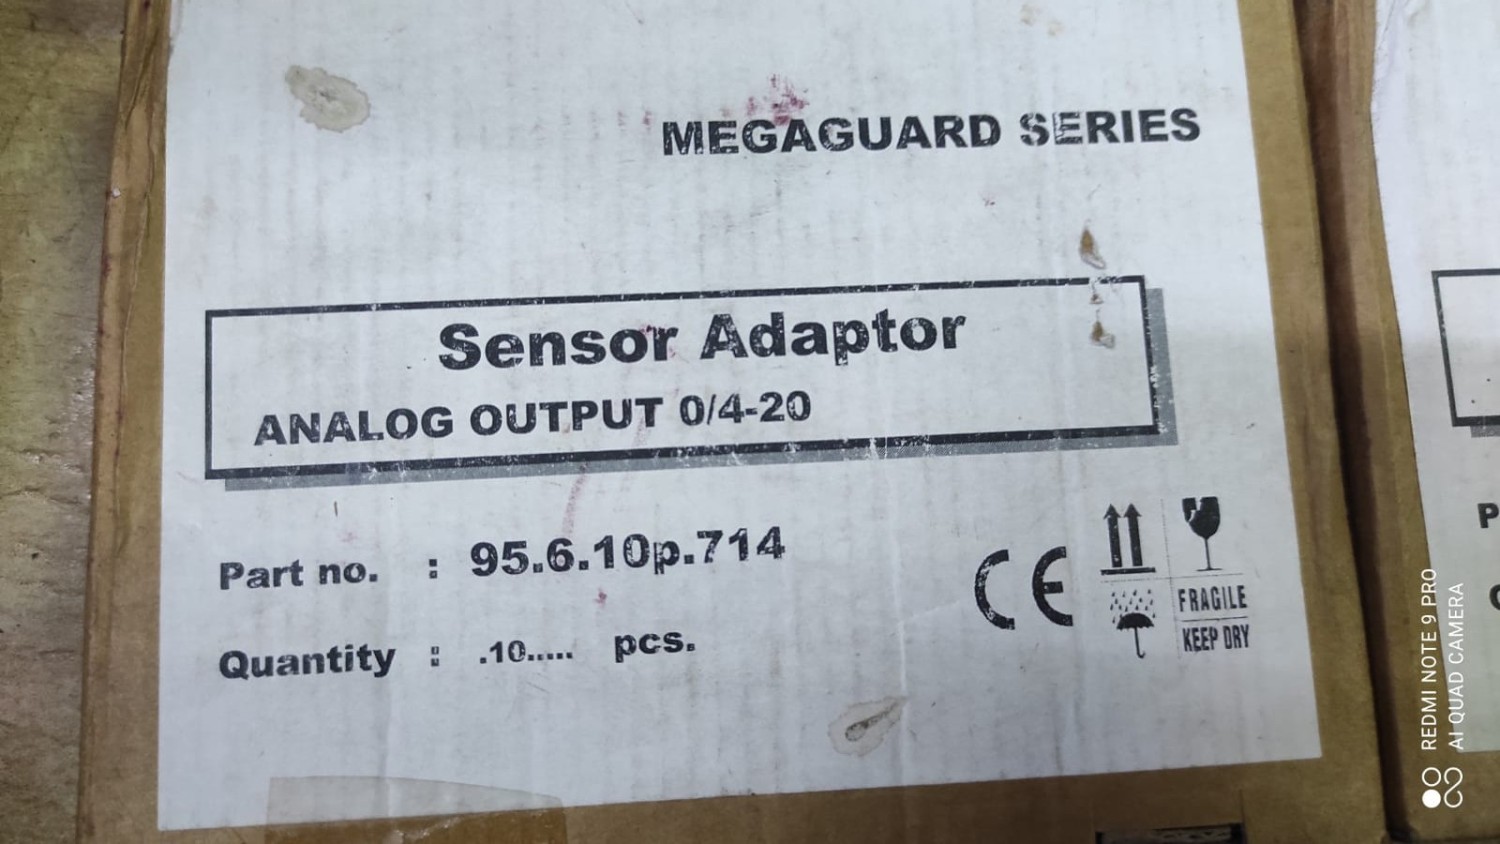 MEGAGUARD SERIES
Sensor Adaptor
ANALOG OUTPUT 0/4-20
Part no. : 95.6.10p.714
Quantity : .10..... pcs.
CE
FRAGILE
KEEP DRY
P
REDMI NOTE 9 PRO
AI QUAD CAMERA